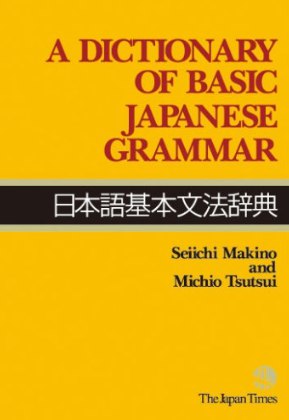 A DICTIONARY
OF BASIC
JAPANESE
GRAMMAR
日本語基本文法辞典
Seiichi Makino
and
Michio Tsutsui
The Japan Times